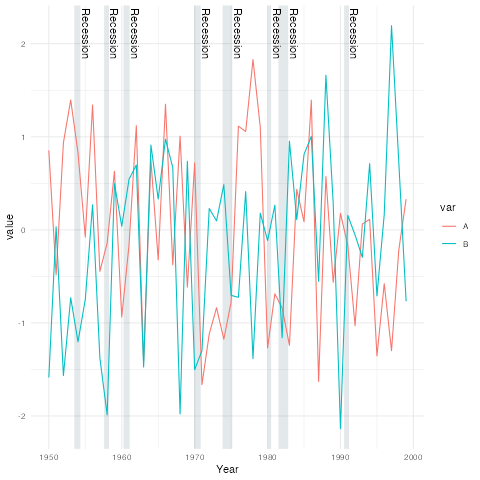 Recession
Recession
Recession
Recession
Recession
Recession
Recession
Recession
2
1
0
-1
-2
value
1950
1960
1970
1980
1990
2000
Year
var
A
B